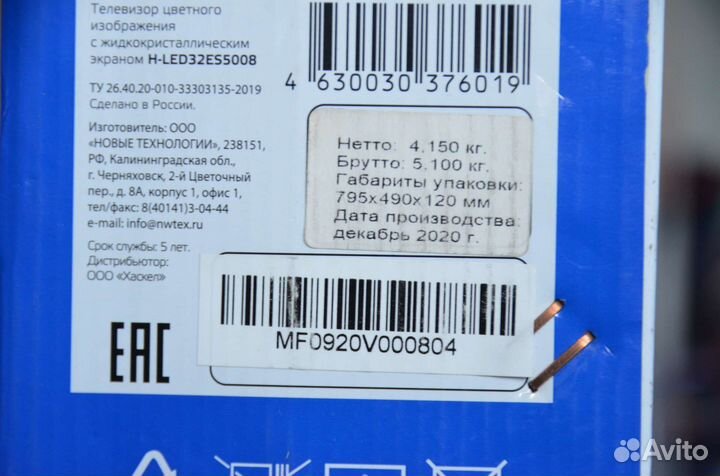 Телевизор цветного
изображения
с жидкокристаллическим
экраном H-LED32ES5008
ТУ 26.40.20-010-33303135-2019
Сделано в России.
Изготовитель: ООО
«НОВЫЕ ТЕХНОЛОГИИ», 238151,
РФ, Калининградская обл.,
г. Черняховск, 2-й Цветочный
пер., д. 8А, корпус 1, офис 1,
тел/факс: 8(40141)3-04-44
e-mail: info@nwtex.ru
Срок службы: 5 лет.
Дистрибьютор:
ООО «Хаскел»
EAC
4 630030 376019
Нетто: 4,150 кг.
Брутто: 5,100 кг.
Габариты упаковки:
795x490x120 мм
Дата производства:
декабрь 2020 г.
MF0920V000804
Avito